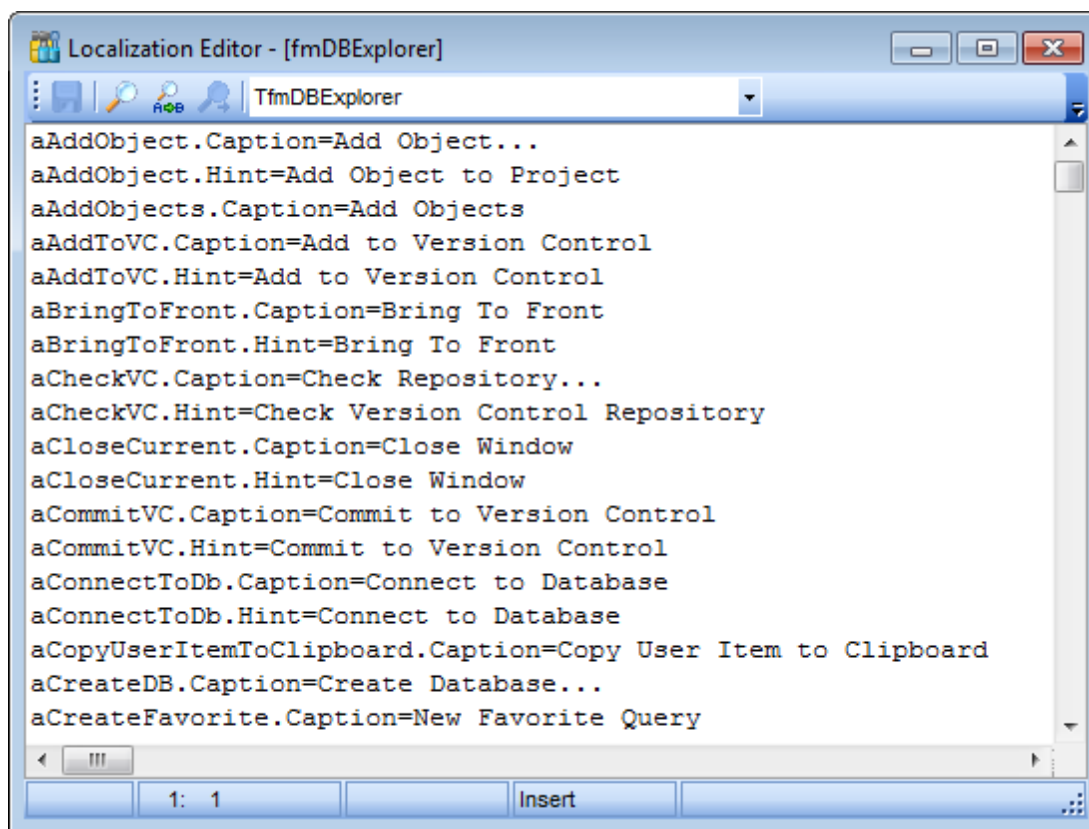 Localization Editor - [fmDBExplorer]
A B TfmDBExplorer
aAddObject.Caption=Add Object...
aAddObject.Hint=Add Object to Project
aAddObjects.Caption=Add Objects
aAddToVC.Caption=Add to Version Control
aAddToVC.Hint=Add to Version Control
aBringToFront.Caption=Bring To Front
aBringToFront.Hint=Bring To Front
aCheckVC.Caption=Check Repository...
aCheckVC.Hint=Check Version Control Repository
aCloseCurrent.Caption=Close Window
aCloseCurrent.Hint=Close Window
aCommitVC.Caption=Commit to Version Control
aCommitVC.Hint=Commit to Version Control
aConnectToDb.Caption=Connect to Database
aConnectToDb.Hint=Connect to Database
aCopyUserItemToClipboard.Caption=Copy User Item to Clipboard
aCreateDB.Caption=Create Database...
aCreateFavorite.Caption=New Favorite Query
1: 1 Insert